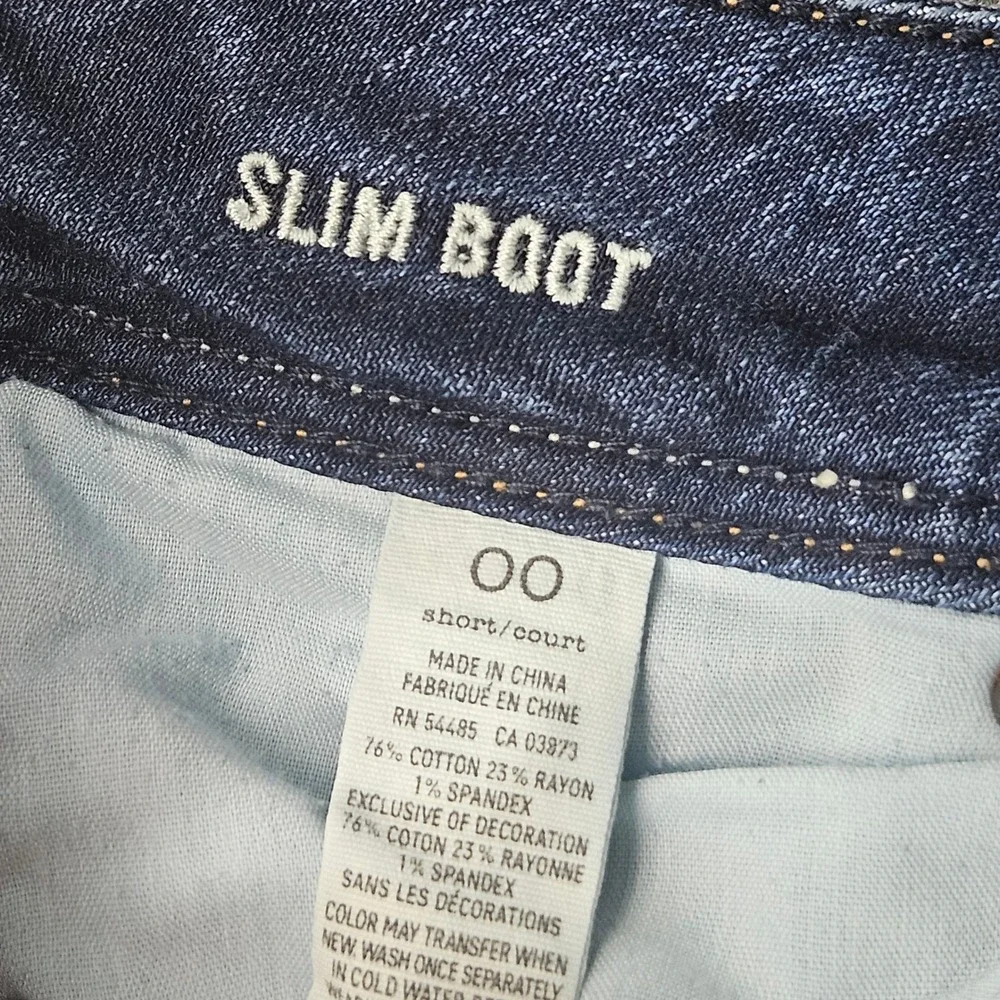 SLIM BOOT
00
short/court
MADE IN CHINA
FABRIQUÉ EN CHINE
RN 54485 CA 03973
76% COTTON 23% RAYON
1% SPANDEX
EXCLUSIVE OF DECORATION
76% COTON 23% RAYONNE
1% SPANDEX
SANS LES DÉCORATIONS
COLOR MAY TRANSFER WHEN
NEW. WASH ONCE SEPARATELY
IN COLD WATER